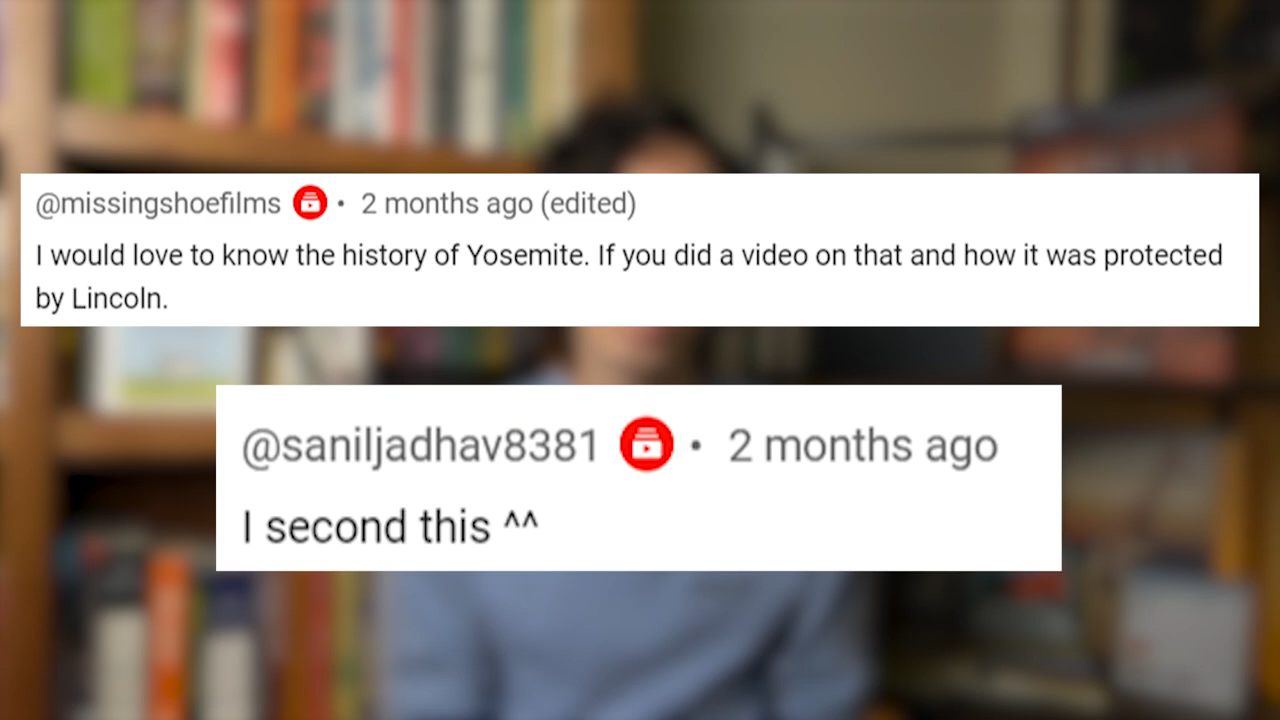 @missingshoefilms • 2 months ago (edited)
I would love to know the history of Yosemite. If you did a video on that and how it was protected
by Lincoln.
@saniljadhav8381 • 2 months ago
I second this ^^